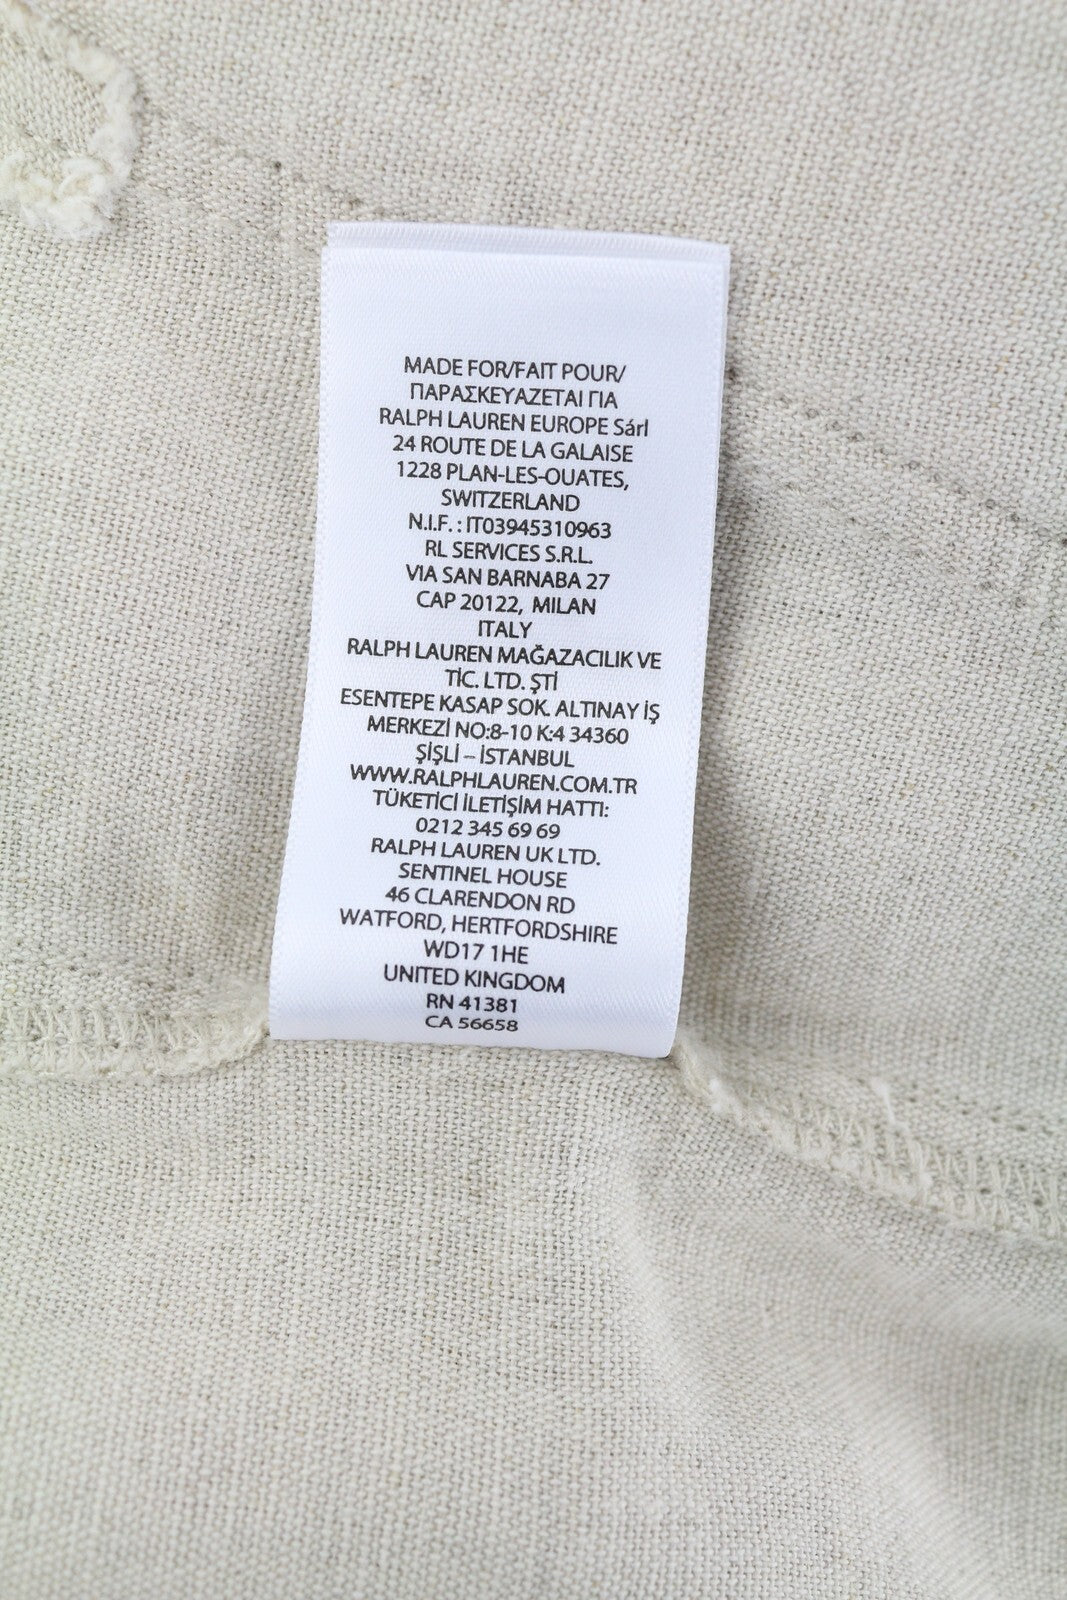 MADE FOR/FAIT POUR/
ΠΑΡΑΣΚΕΥΑΖΕΤΑΙ ΓΙΑ
RALPH LAUREN EUROPE Sárl
24 ROUTE DE LA GALAISE
1228 PLAN-LES-OUATES,
SWITZERLAND
N.I.F. : IT03945310963
RL SERVICES S.R.L.
VIA SAN BARNABA 27
CAP 20122, MILAN
ITALY
RALPH LAUREN MAĞAZACILIK VE
TİC. LTD. ŞTİ
ESENTEPE KASAP SOK. ALTINAY İŞ
MERKEZİ NO:8-10 K:4 34360
ŞİŞLİ – İSTANBUL
WWW.RALPHLAUREN.COM.TR
TÜKETİCİ İLETİŞİM HATTI:
0212 345 69 69
RALPH LAUREN UK LTD.
SENTINEL HOUSE
46 CLARENDON RD
WATFORD, HERTFORDSHIRE
WD17 1HE
UNITED KINGDOM
RN 41381
CA 56658